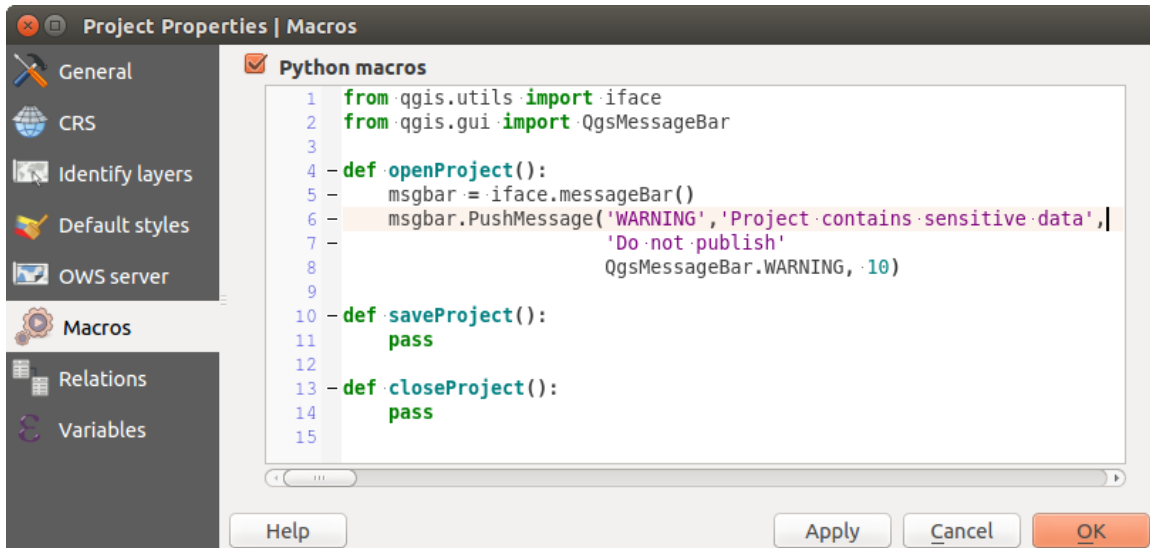 Project Properties | Macros
General
CRS
Identify layers
Default styles
OWS server
Macros
Relations
Variables
Python macros
1 from qgis.utils import iface
2 from qgis.gui import QgsMessageBar
3
4 def openProject():
5     msgbar = iface.messageBar()
6     msgbar.PushMessage('WARNING','Project contains sensitive data',
7                        'Do not publish'
8                        QgsMessageBar.WARNING, 10)
9
10 def saveProject():
11     pass
12
13 def closeProject():
14     pass
15
Help
Apply
Cancel
OK